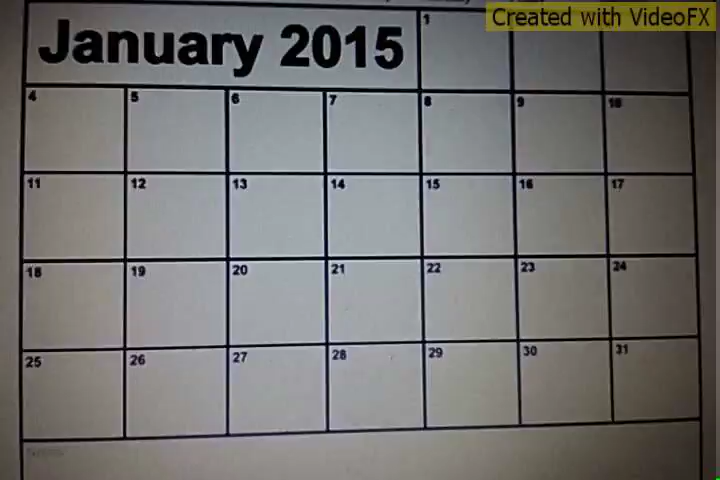 Created with VideoFX
January 2015
1
4 5 6 7 8 9 10
11 12 13 14 15 16 17
18 19 20 21 22 23 24
25 26 27 28 29 30 31